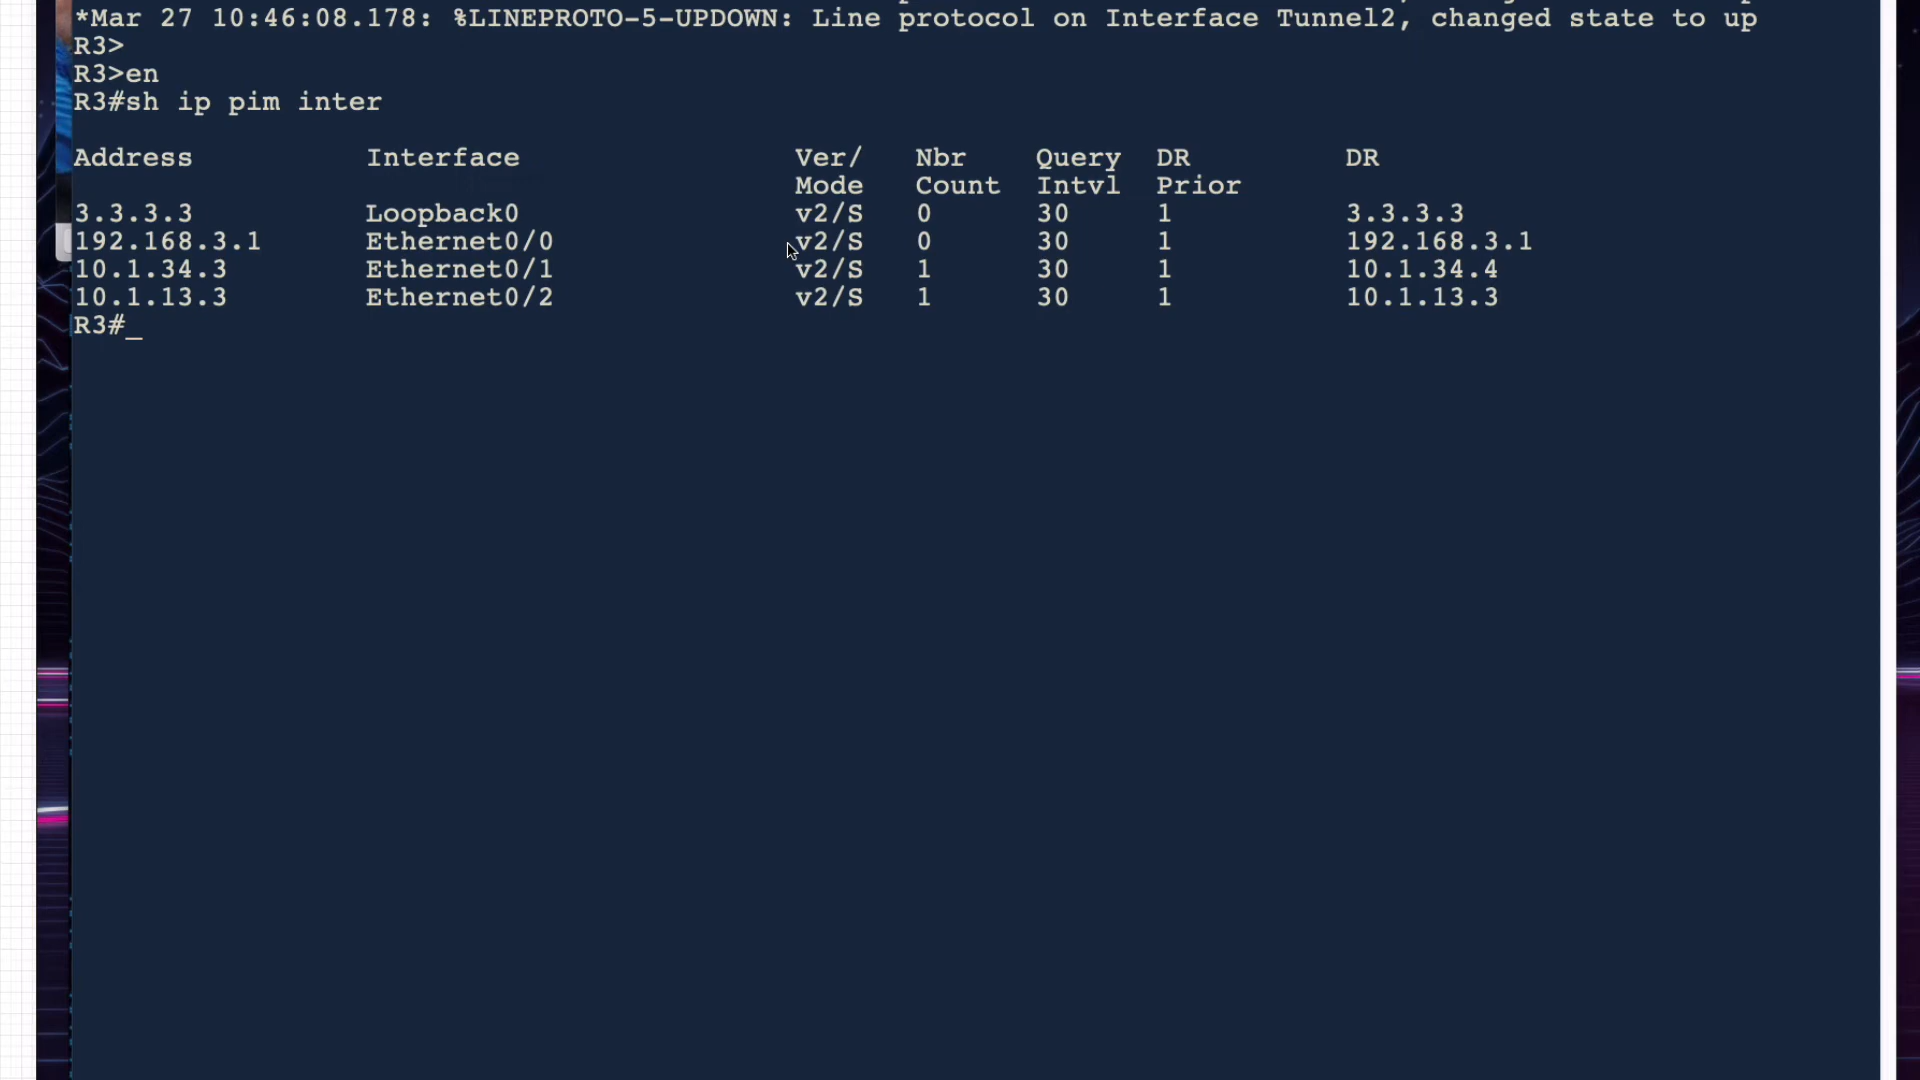 *Mar 27 10:46:08.178: %LINEPROTO-5-UPDOWN: Line protocol on Interface Tunnel2, changed state to up
R3>
R3>en
R3#sh ip pim inter
Address Interface Ver/ Nbr Query DR DR
Mode Count Intvl Prior
3.3.3.3 Loopback0 v2/S 0 30 1 3.3.3.3
192.168.3.1 Ethernet0/0 v2/S 0 30 1 192.168.3.1
10.1.34.3 Ethernet0/1 v2/S 1 30 1 10.1.34.4
10.1.13.3 Ethernet0/2 v2/S 1 30 1 10.1.13.3
R3#_